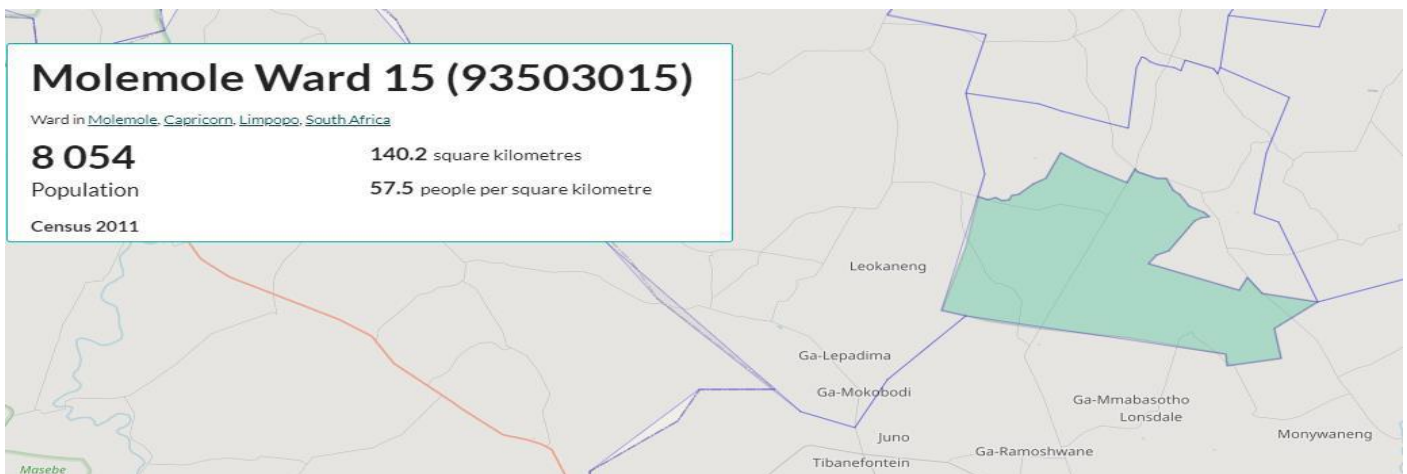 Molemole Ward 15 (93503015)
Ward in Molemole, Capricorn, Limpopo, South Africa
8 054
Population
140.2 square kilometres
57.5 people per square kilometre
Census 2011
Leokaneng
Ga-Lepadima
Ga-Mokobodi
Ga-Mmabasotho
Lonsdale
Juno
Monywaneng
Ga-Ramoshwane
Tibanefontein
Masebe